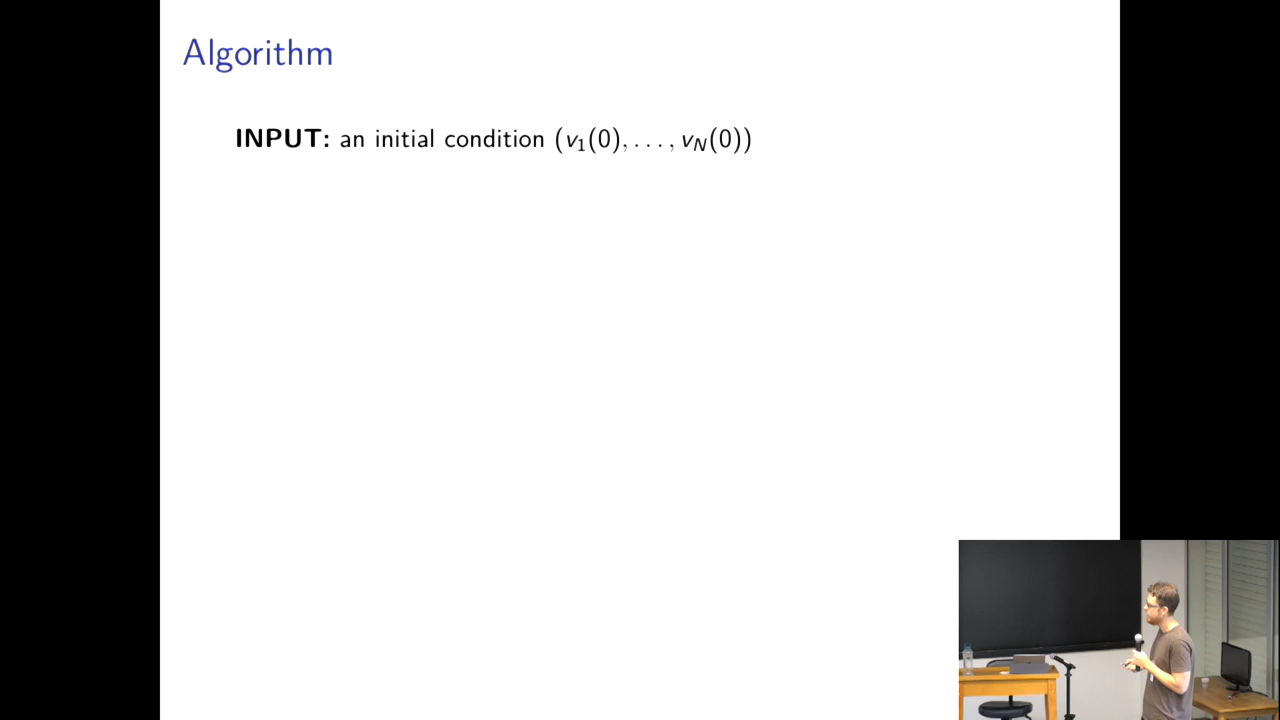 Algorithm
INPUT: an initial condition (v₁(0), . . . , v_N(0))